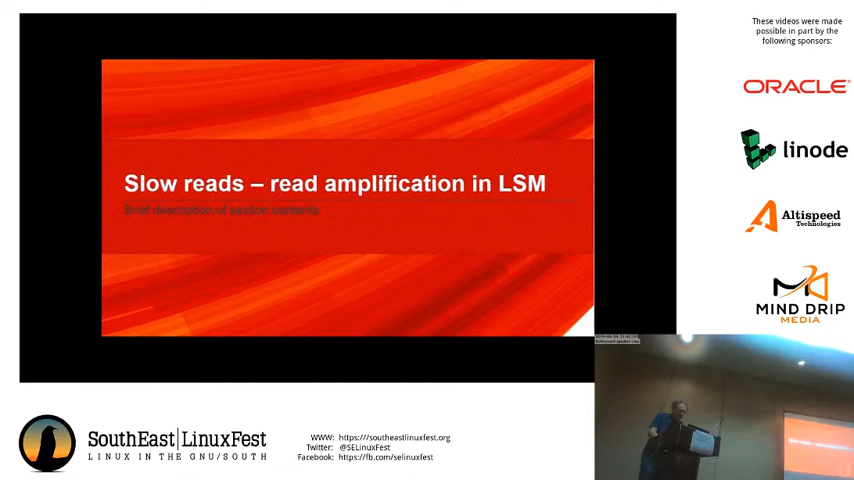 These videos were made
possible in part by the
following sponsors:
ORACLE
linode
Altispeed
Technologies
MIND DRIP
MEDIA
Slow reads – read amplification in LSM
Brief description of section contents
SouthEast|LinuxFest
LINUX IN THE GNU/SOUTH
WWW: https:///southeastlinuxfest.org
Twitter: @SELinuxFest
Facebook: https://fb.com/selinuxfest